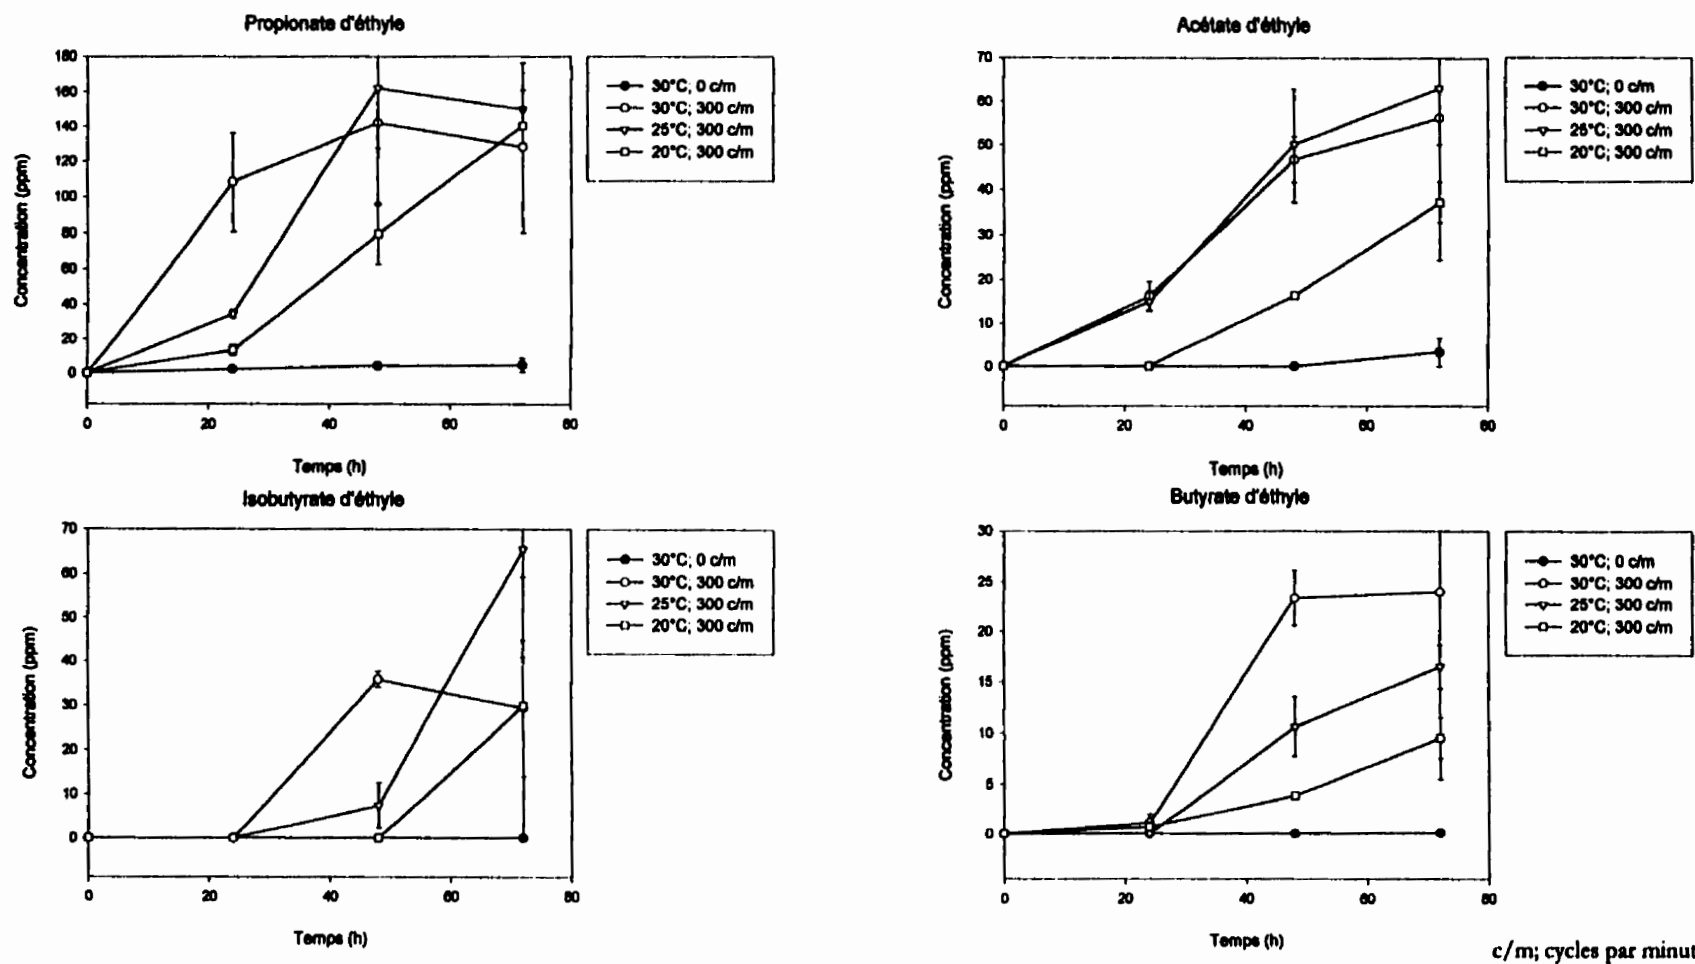 Propionate d'éthyle
180
160
140
120
100
80
60
40
20
0
Concentration (ppm)
0 20 40 60 80
Temps (h)
30°C; 0 c/m
30°C; 300 c/m
25°C; 300 c/m
20°C; 300 c/m
Acétate d'éthyle
70
60
50
40
30
20
10
0
Concentration (ppm)
0 20 40 60 80
Temps (h)
30°C; 0 c/m
30°C; 300 c/m
25°C; 300 c/m
20°C; 300 c/m
Isobutyrate d'éthyle
70
60
50
40
30
20
10
0
Concentration (ppm)
0 20 40 60 80
Temps (h)
30°C; 0 c/m
30°C; 300 c/m
25°C; 300 c/m
20°C; 300 c/m
Butyrate d'éthyle
30
25
20
15
10
5
0
Concentration (ppm)
0 20 40 60 80
Temps (h)
30°C; 0 c/m
30°C; 300 c/m
25°C; 300 c/m
20°C; 300 c/m
c/m; cycles par minut